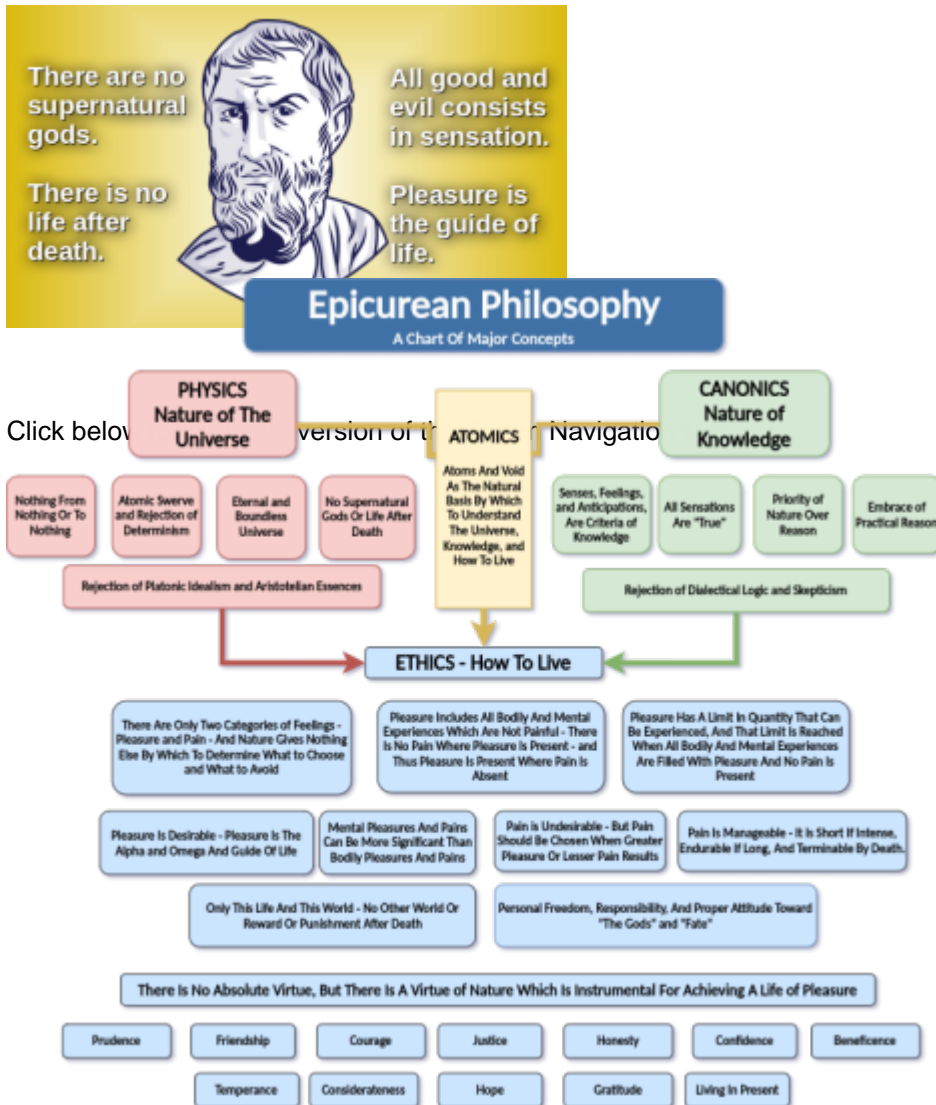 There are no
supernatural
gods.
There is no
life after
death.
All good and
evil consists
in sensation.
Pleasure is
the guide of
life.
Epicurean Philosophy
A Chart Of Major Concepts
PHYSICS
Nature of The
Universe
Click below
version of th
Navigatio
ATOMICS
Atoms And Void
As The Natural
Basis By Which
To Understand
The Universe,
Knowledge, and
How To Live
CANONICS
Nature of
Knowledge
Nothing From
Nothing Or To
Nothing
Atomic Swerve
and Rejection of
Determinism
Eternal and
Boundless
Universe
No Supernatural
Gods Or Life After
Death
Senses, Feelings,
and Anticipations,
Are Criteria of
Knowledge
All Sensations
Are "True"
Priority of
Nature Over
Reason
Embrace of
Practical Reason
Rejection of Platonic Idealism and Aristotelian Essences
Rejection of Dialectical Logic and Skepticism
ETHICS - How To Live
There Are Only Two Categories of Feelings -
Pleasure and Pain - And Nature Gives Nothing
Else By Which To Determine What to Choose
and What to Avoid
Pleasure Includes All Bodily And Mental
Experiences Which Are Not Painful - There
Is No Pain Where Pleasure Is Present - and
Thus Pleasure Is Present Where Pain Is
Absent
Pleasure Has A Limit In Quantity That Can
Be Experienced, And That Limit Is Reached
When All Bodily And Mental Experiences
Are Filled With Pleasure And No Pain Is
Present
Pleasure Is Desirable - Pleasure Is The
Alpha and Omega And Guide Of Life
Mental Pleasures And Pains
Can Be More Significant Than
Bodily Pleasures And Pains
Pain Is Undesirable - But Pain
Should Be Chosen When Greater
Pleasure Or Lesser Pain Results
Pain Is Manageable - It Is Short If Intense,
Endurable If Long, And Terminable By Death.
Only This Life And This World - No Other World Or
Reward Or Punishment After Death
Personal Freedom, Responsibility, And Proper Attitude Toward
"The Gods" and "Fate"
There Is No Absolute Virtue, But There Is A Virtue of Nature Which Is Instrumental For Achieving A Life of Pleasure
Prudence
Friendship
Courage
Justice
Honesty
Confidence
Beneficence
Temperance
Considerateness
Hope
Gratitude
Living In Present